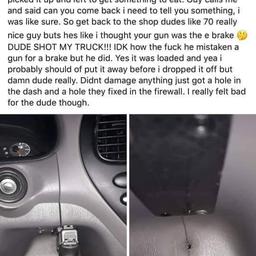 picked it up and left to get something to eat. Guy calls me
and said can you come back i need to tell you something, i
was like sure. So get back to the shop dudes like 70 really
nice guy buts hes like i thought your gun was the e brake 🤔
DUDE SHOT MY TRUCK!!! IDK how the fuck he mistaken a
gun for a brake but he did. Yes it was loaded and yea i
probably should of put it away before i dropped it off but
damn dude really. Didnt damage anything just got a hole in
the dash and a hole they fixed in the firewall. I really felt bad
for the dude though.